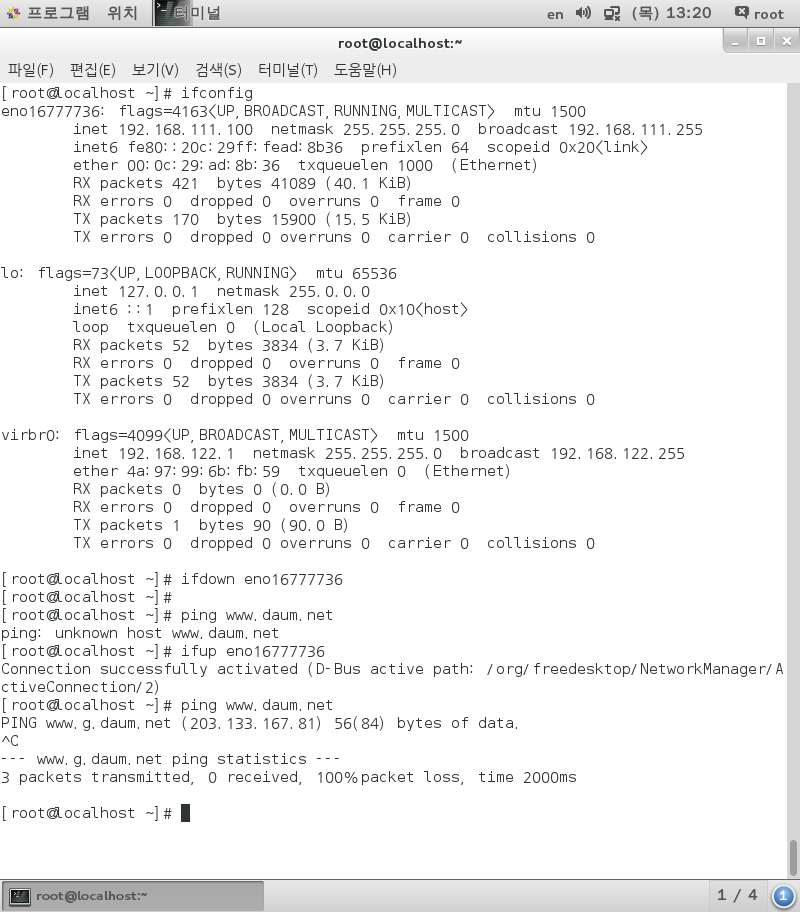 프로그램 위치 터미널 en (목) 13:20 root
root@localhost:~
파일(F) 편집(E) 보기(V) 검색(S) 터미널(T) 도움말(H)
[root@localhost ~]# ifconfig
eno16777736: flags=4163<UP,BROADCAST,RUNNING,MULTICAST> mtu 1500
inet 192.168.111.100 netmask 255.255.255.0 broadcast 192.168.111.255
inet6 fe80::20c:29ff:fead:8b36 prefixlen 64 scopeid 0x20<link>
ether 00:0c:29:ad:8b:36 txqueuelen 1000 (Ethernet)
RX packets 421 bytes 41089 (40.1 KiB)
RX errors 0 dropped 0 overruns 0 frame 0
TX packets 170 bytes 15900 (15.5 KiB)
TX errors 0 dropped 0 overruns 0 carrier 0 collisions 0
lo: flags=73<UP,LOOPBACK,RUNNING> mtu 65536
inet 127.0.0.1 netmask 255.0.0.0
inet6 ::1 prefixlen 128 scopeid 0x10<host>
loop txqueuelen 0 (Local Loopback)
RX packets 52 bytes 3834 (3.7 KiB)
RX errors 0 dropped 0 overruns 0 frame 0
TX packets 52 bytes 3834 (3.7 KiB)
TX errors 0 dropped 0 overruns 0 carrier 0 collisions 0
virbr0: flags=4099<UP,BROADCAST,MULTICAST> mtu 1500
inet 192.168.122.1 netmask 255.255.255.0 broadcast 192.168.122.255
ether 4a:97:99:6b:fb:59 txqueuelen 0 (Ethernet)
RX packets 0 bytes 0 (0.0 B)
RX errors 0 dropped 0 overruns 0 frame 0
TX packets 1 bytes 90 (90.0 B)
TX errors 0 dropped 0 overruns 0 carrier 0 collisions 0
[root@localhost ~]# ifdown eno16777736
[root@localhost ~]#
[root@localhost ~]# ping www.daum.net
ping: unknown host www.daum.net
[root@localhost ~]# ifup eno16777736
Connection successfully activated (D-Bus active path: /org/freedesktop/NetworkManager/A
ctiveConnection/2)
[root@localhost ~]# ping www.daum.net
PING www.g.daum.net (203.133.167.81) 56(84) bytes of data.
^C
--- www.g.daum.net ping statistics ---
3 packets transmitted, 0 received, 100% packet loss, time 2000ms
[root@localhost ~]#
root@localhost:~ 1 / 4 1